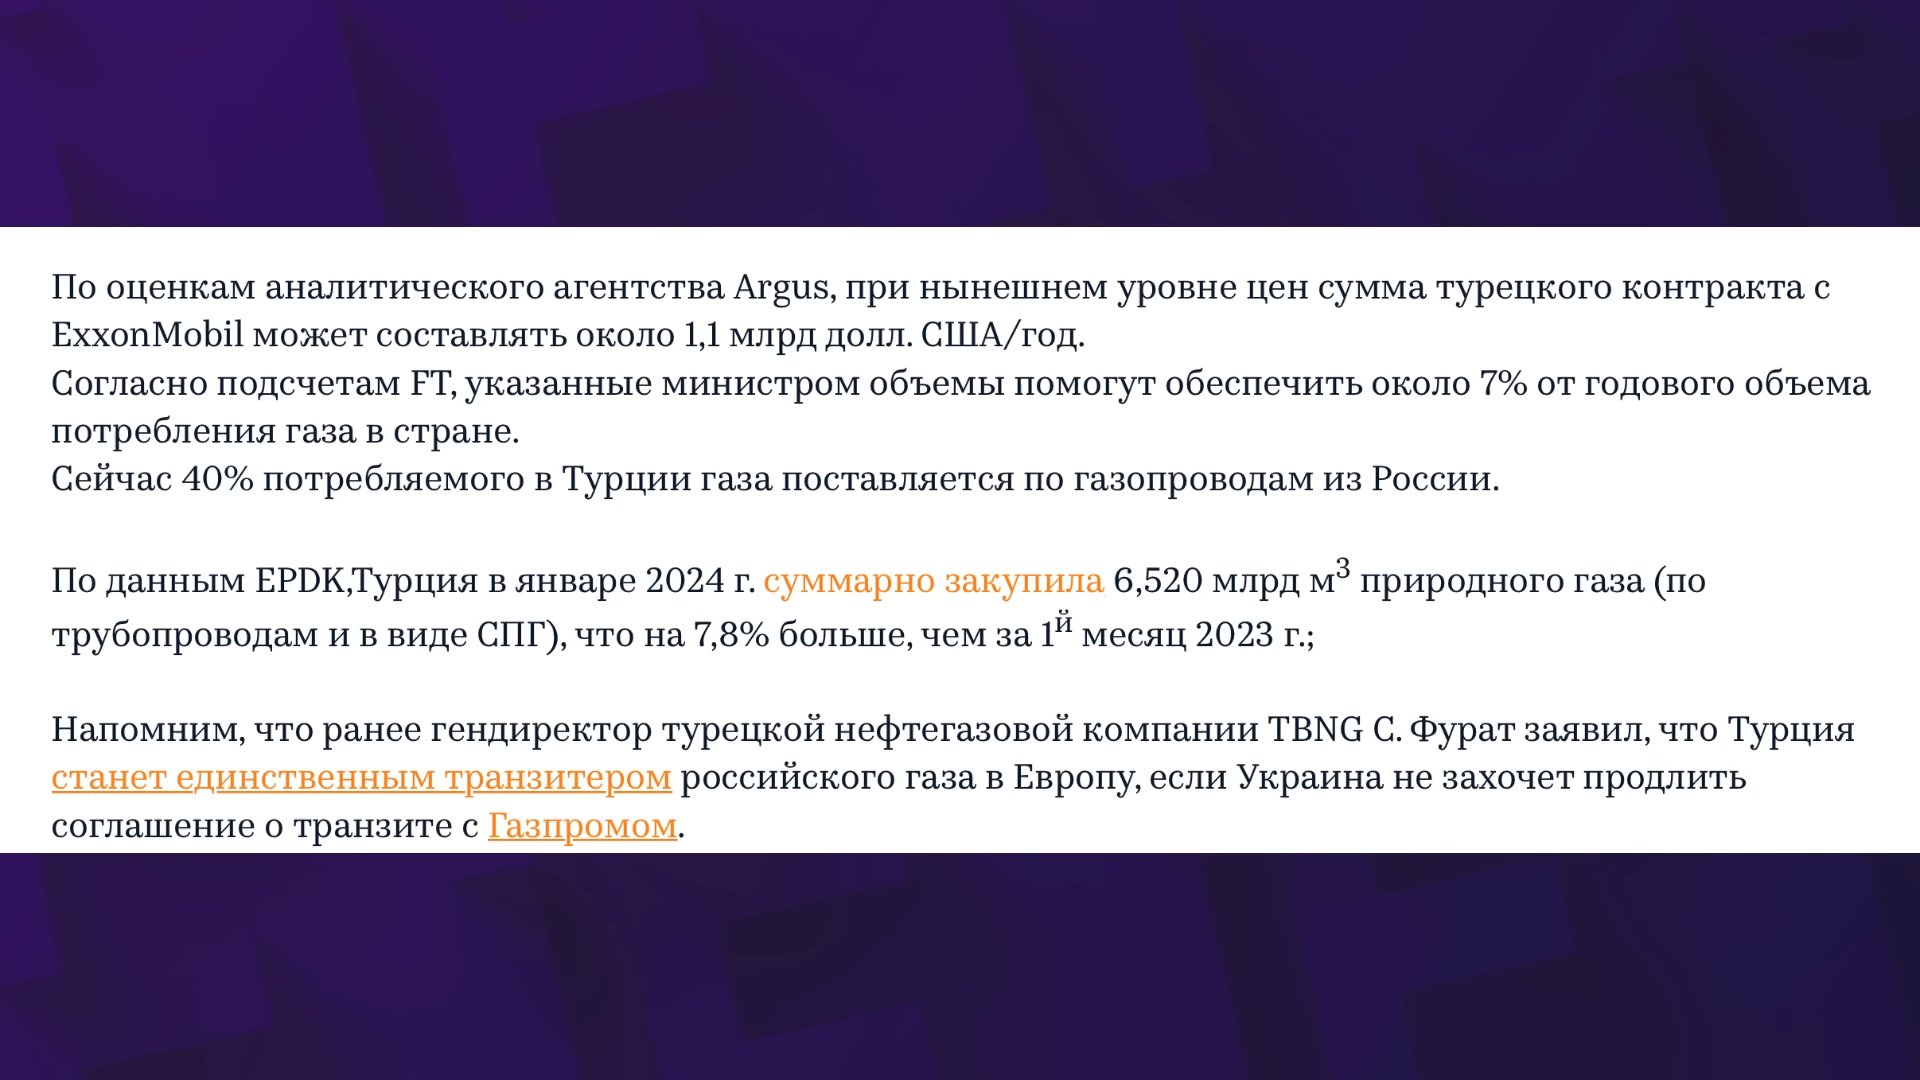 По оценкам аналитического агентства Argus, при нынешнем уровне цен сумма турецкого контракта с
ExxonMobil может составлять около 1,1 млрд долл. США/год.
Согласно подсчетам FT, указанные министром объемы помогут обеспечить около 7% от годового объема
потребления газа в стране.
Сейчас 40% потребляемого в Турции газа поставляется по газопроводам из России.
По данным EPDK,Турция в январе 2024 г. суммарно закупила 6,520 млрд м³ природного газа (по
трубопроводам и в виде СПГ), что на 7,8% больше, чем за 1й месяц 2023 г.;
Напомним, что ранее гендиректор турецкой нефтегазовой компании TBNG С. Фурат заявил, что Турция
станет единственным транзитером российского газа в Европу, если Украина не захочет продлить
соглашение о транзите с Газпромом.